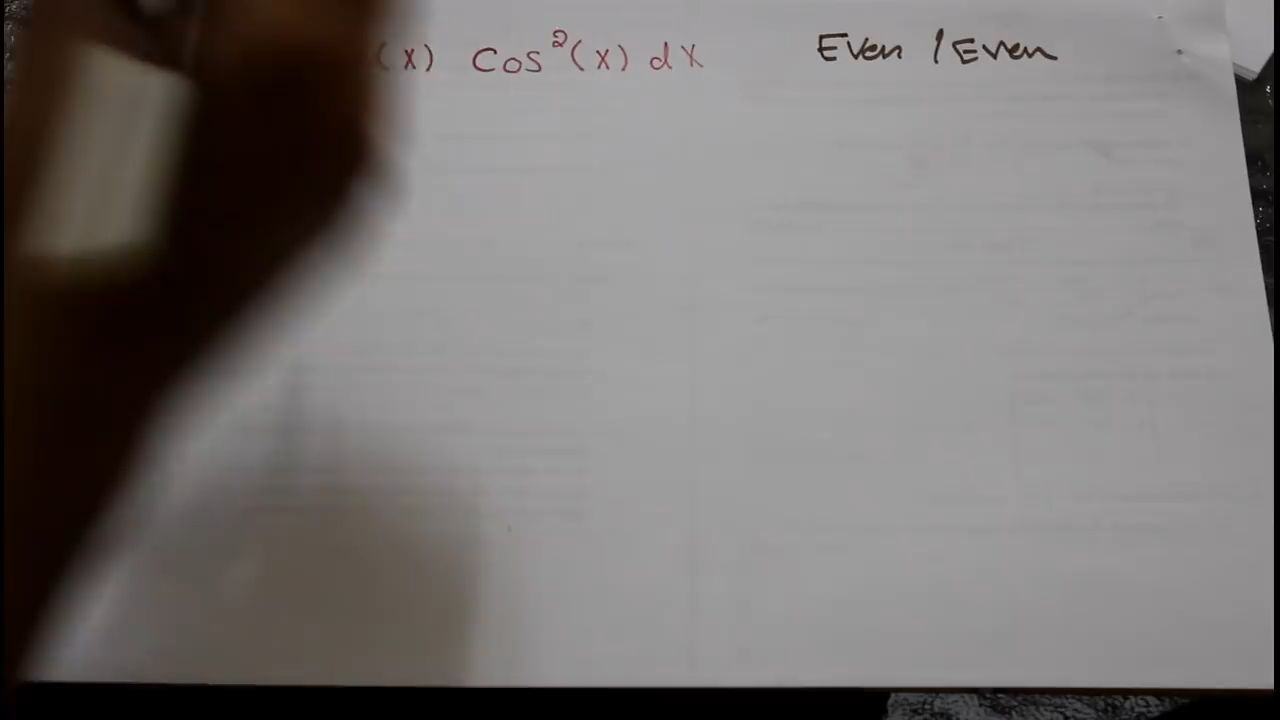 (x) Cos²(x) dx Even / Even